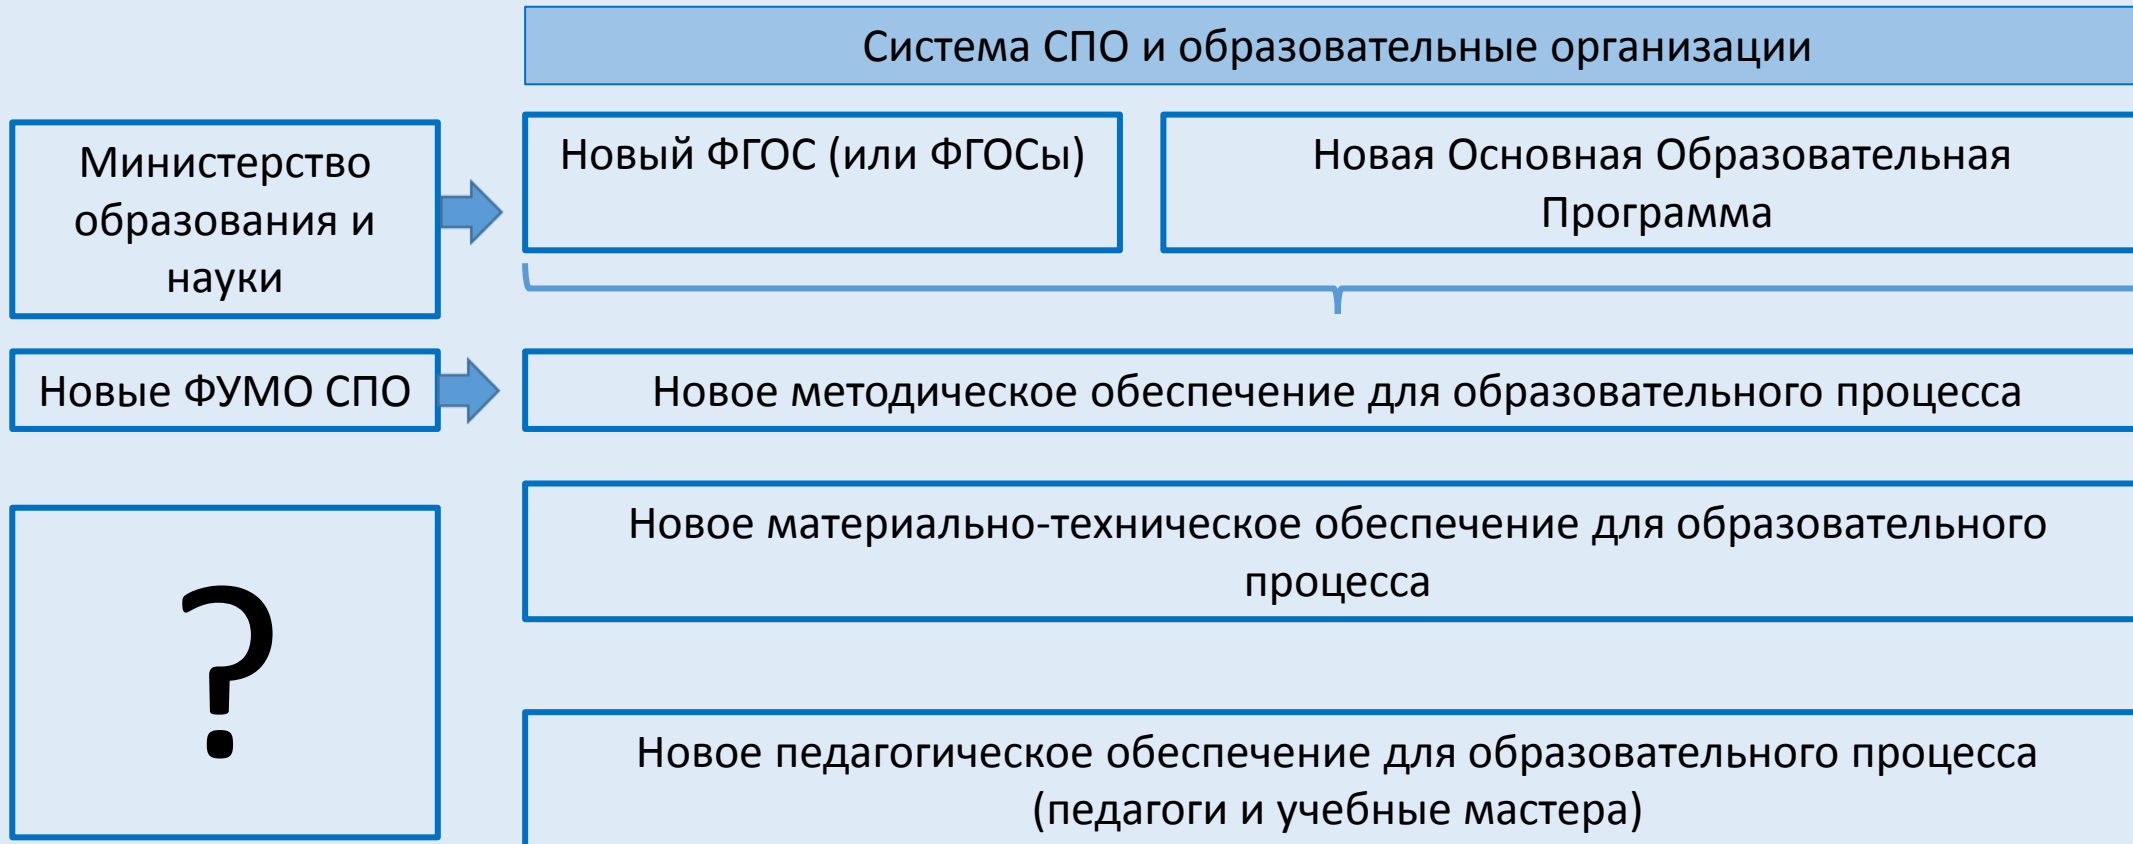 Система СПО и образовательные организации
Министерство
образования и
науки
Новый ФГОС (или ФГОСы)
Новая Основная Образовательная
Программа
Новые ФУМО СПО
Новое методическое обеспечение для образовательного процесса
?
Новое материально-техническое обеспечение для образовательного
процесса
Новое педагогическое обеспечение для образовательного процесса
(педагоги и учебные мастера)